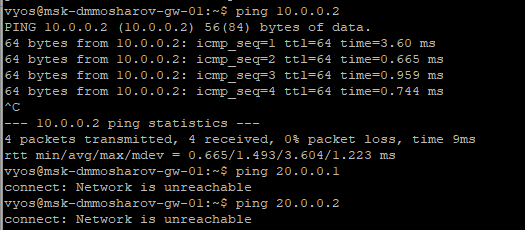 vyos@msk-dmmosharov-gw-01:~$ ping 10.0.0.2
PING 10.0.0.2 (10.0.0.2) 56(84) bytes of data.
64 bytes from 10.0.0.2: icmp_seq=1 ttl=64 time=3.60 ms
64 bytes from 10.0.0.2: icmp_seq=2 ttl=64 time=0.665 ms
64 bytes from 10.0.0.2: icmp_seq=3 ttl=64 time=0.959 ms
64 bytes from 10.0.0.2: icmp_seq=4 ttl=64 time=0.744 ms
^C
--- 10.0.0.2 ping statistics ---
4 packets transmitted, 4 received, 0% packet loss, time 9ms
rtt min/avg/max/mdev = 0.665/1.493/3.604/1.223 ms
vyos@msk-dmmosharov-gw-01:~$ ping 20.0.0.1
connect: Network is unreachable
vyos@msk-dmmosharov-gw-01:~$ ping 20.0.0.2
connect: Network is unreachable